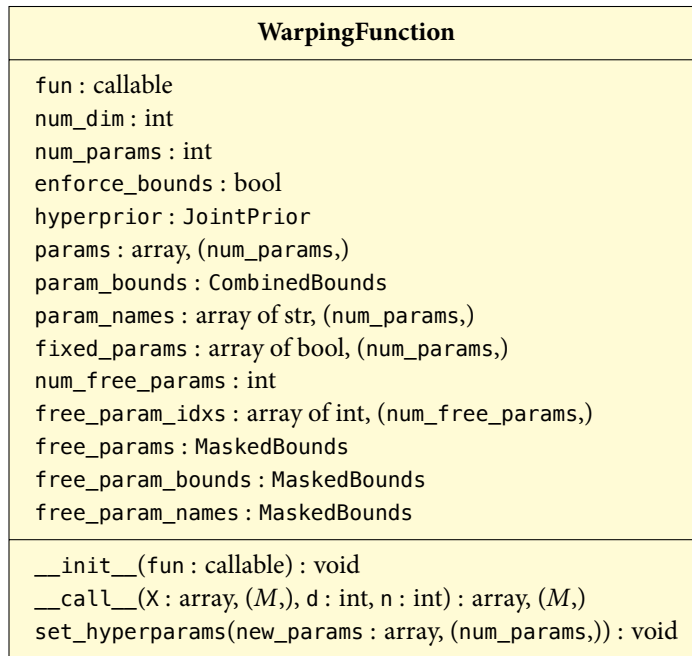 WarpingFunction
fun : callable
num_dim : int
num_params : int
enforce_bounds : bool
hyperprior : JointPrior
params : array, (num_params,)
param_bounds : CombinedBounds
param_names : array of str, (num_params,)
fixed_params : array of bool, (num_params,)
num_free_params : int
free_param_idxs : array of int, (num_free_params,)
free_params : MaskedBounds
free_param_bounds : MaskedBounds
free_param_names : MaskedBounds
__init__(fun : callable) : void
__call__(X : array, (M,), d : int, n : int) : array, (M,)
set_hyperparams(new_params : array, (num_params,)) : void